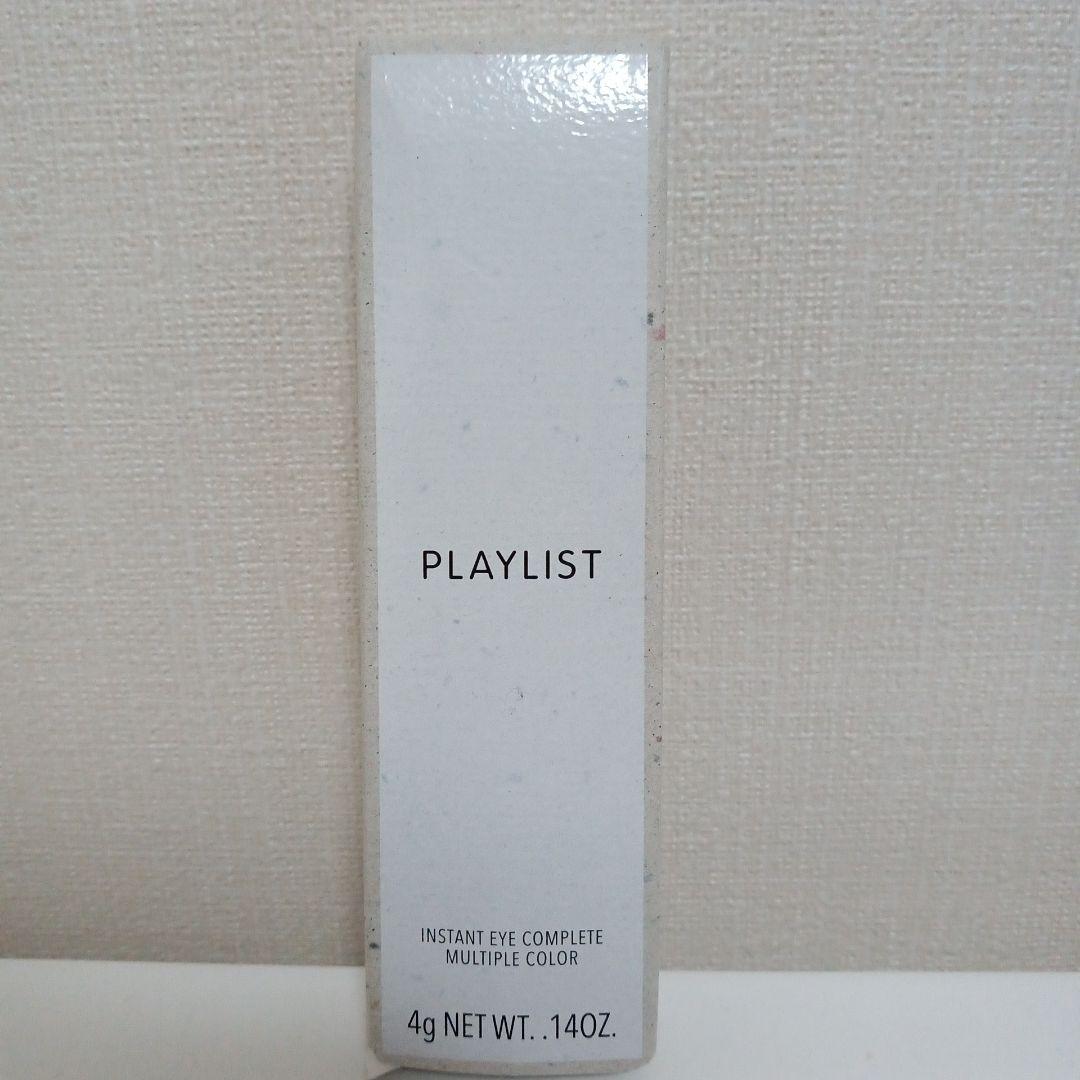 PLAYLIST
INSTANT EYE COMPLETE
MULTIPLE COLOR
4g NET WT. .14OZ.